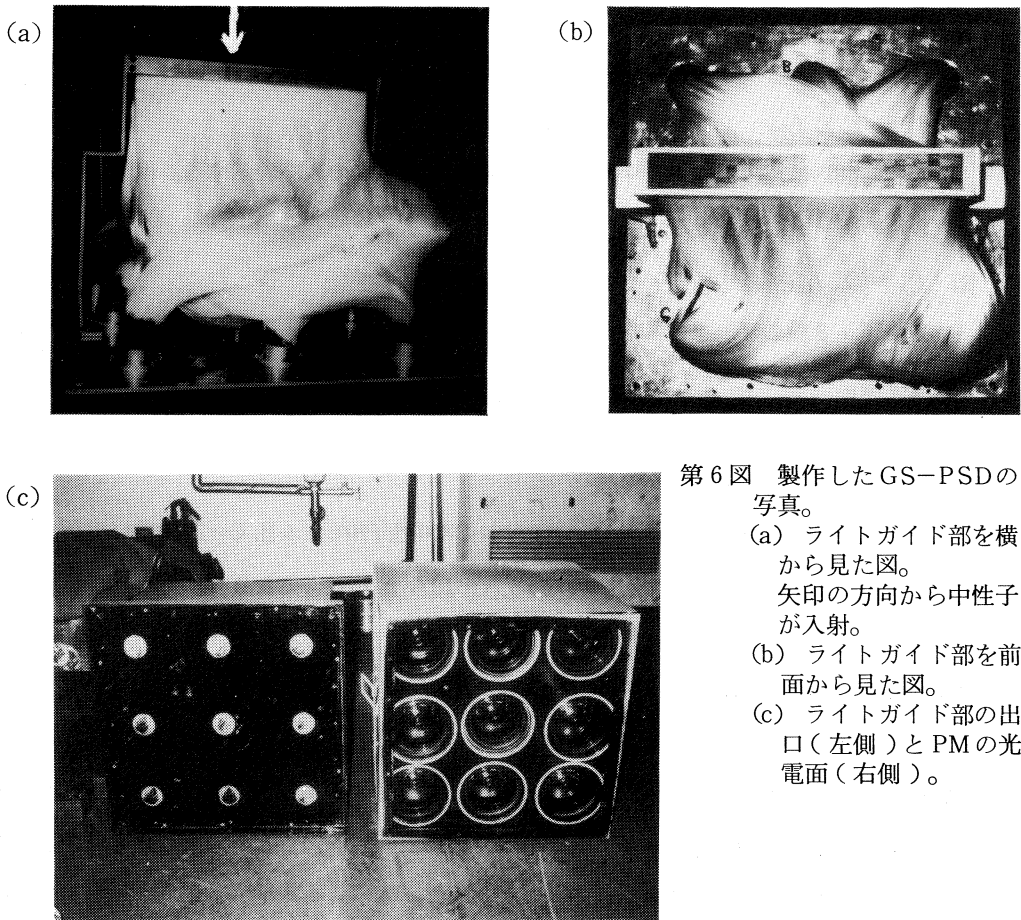 (a)
(b)
B
(c)
第6図 製作したGS-PSDの
写真。
(a) ライトガイド部を横
から見た図。
矢印の方向から中性子
が入射。
(b) ライトガイド部を前
面から見た図。
(c) ライトガイド部の出
口(左側)とPMの光
電面(右側)。